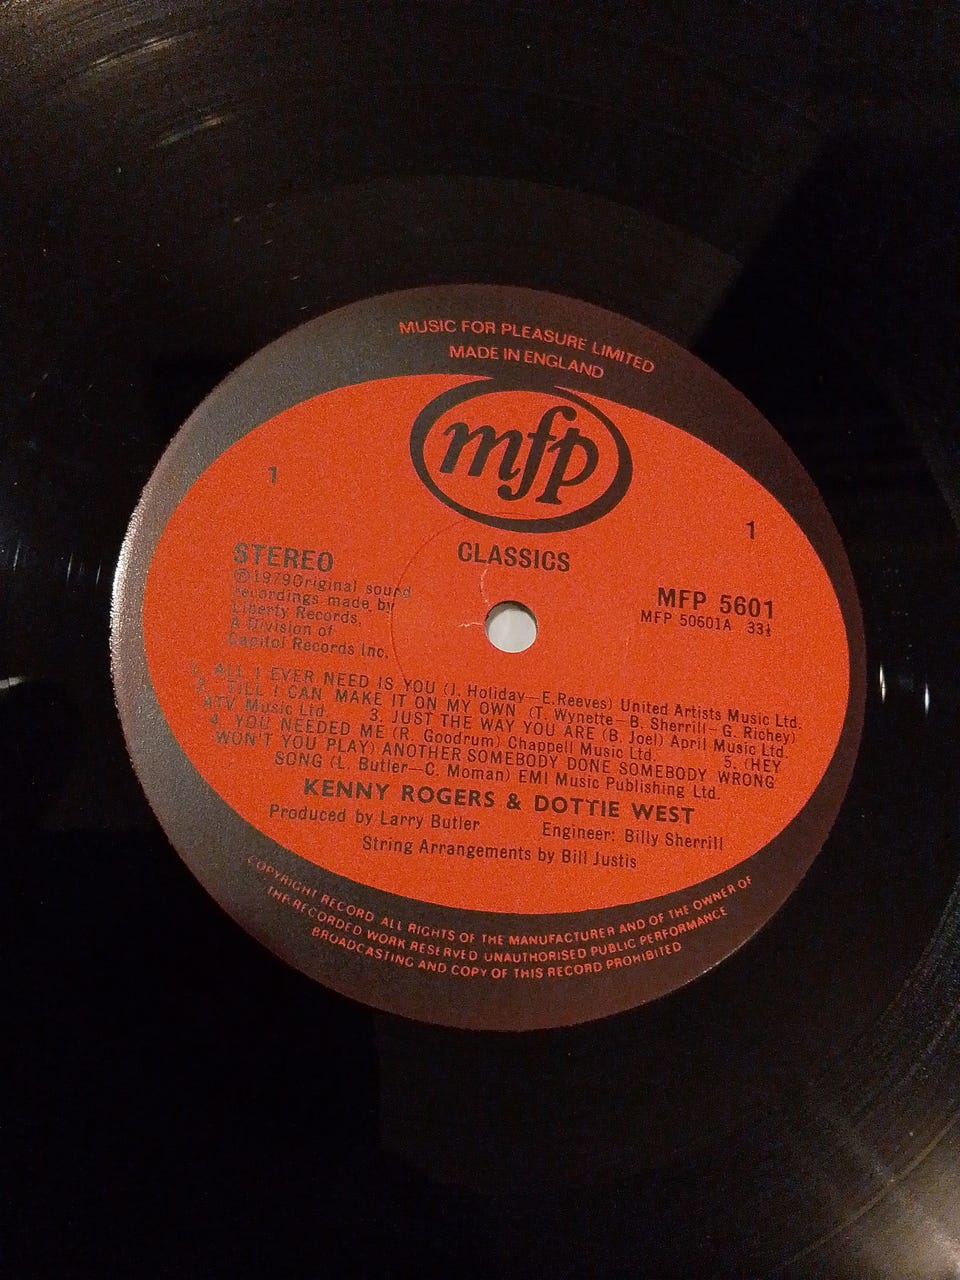 MUSIC FOR PLEASURE LIMITED
MADE IN ENGLAND
mfp
1
1
CLASSICS
STEREO
Ⓟ1979 Original sound
recordings made by
Liberty Records,
A Division of
Capitol Records Inc.
MFP 5601
MFP 50601A 33⅓
1. ALL I EVER NEED IS YOU (J. Holiday—E. Reeves) United Artists Music Ltd.
2. 'TILL I CAN MAKE IT ON MY OWN (T. Wynette—B. Sherrill—G. Richey)
ATV Music Ltd. 3. JUST THE WAY YOU ARE (B. Joel) April Music Ltd.
4. YOU NEEDED ME (R. Goodrum) Chappell Music Ltd. 5. (HEY
WON'T YOU PLAY) ANOTHER SOMEBODY DONE SOMEBODY WRONG
SONG (L. Butler—C. Moman) EMI Music Publishing Ltd.
KENNY ROGERS & DOTTIE WEST
Produced by Larry Butler Engineer: Billy Sherrill
String Arrangements by Bill Justis
COPYRIGHT RECORD ALL RIGHTS OF THE MANUFACTURER AND OF THE OWNER OF
THE RECORDED WORK RESERVED UNAUTHORISED PUBLIC PERFORMANCE
BROADCASTING AND COPY OF THIS RECORD PROHIBITED